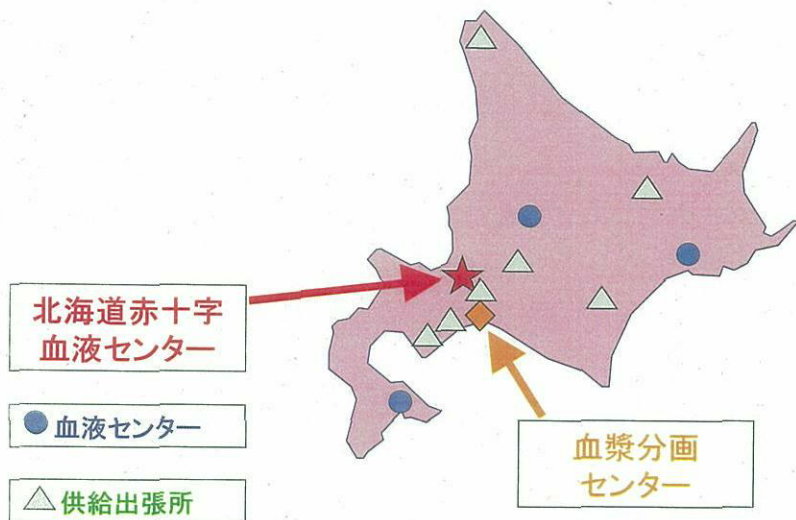 北海道赤十字
血液センター
血液センター
供給出張所
血漿分画
センター